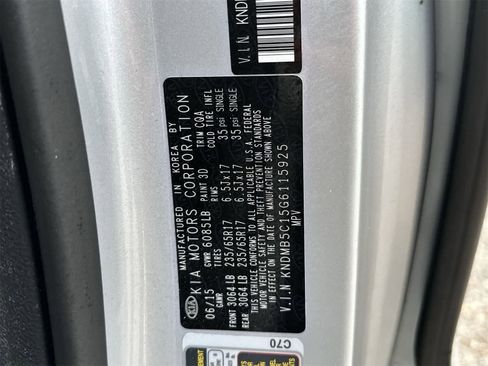 V.I.N KND
MANUFACTURED IN KOREA BY
KIA KIA MOTORS CORPORATION
06/15 GVWR 6085LB PAINT 3D TRIM CQA
GAWR TIRES RIMS COLD TIRE INFL
FRONT 3064 LB 235/65R17 6.5Jx17 35 psi SINGLE
REAR 3064 LB 235/65R17 6.5Jx17 35 psi SINGLE
THIS VEHICLE CONFORMS TO ALL APPLICABLE U.S.A. FEDERAL
MOTOR VEHICLE SAFETY AND THEFT PREVENTION STANDARDS
IN EFFECT ON THE DATE OF MANUFACTURE SHOWN ABOVE
V.I.N KNDMB5C15G6115925
MPV
C70